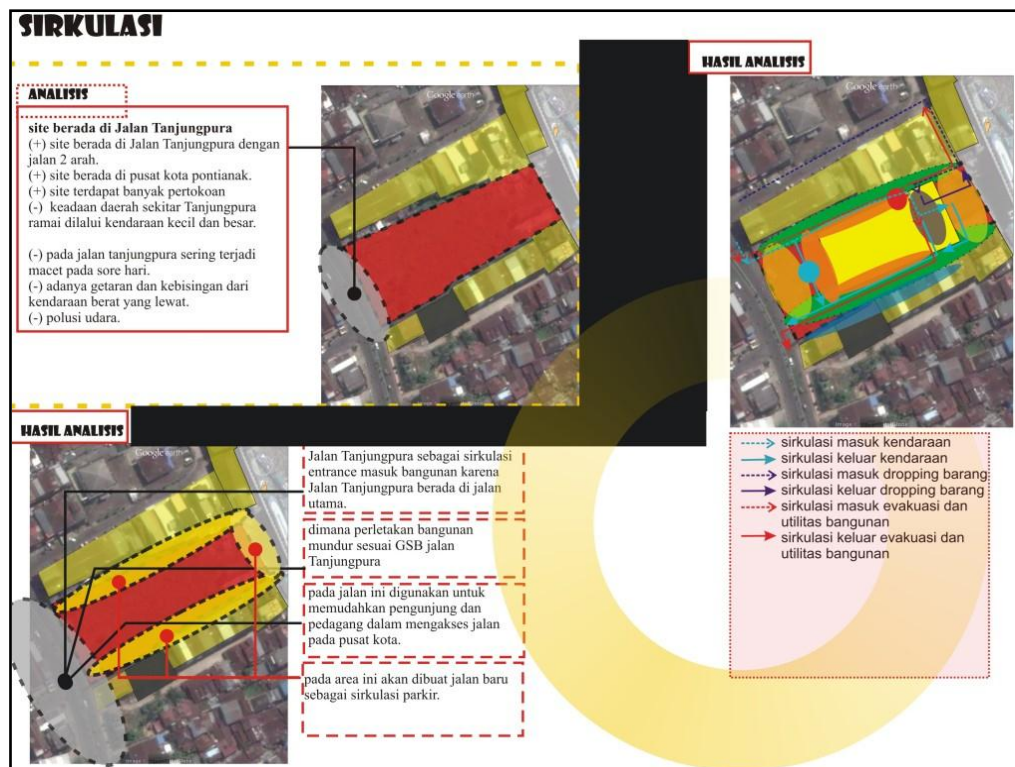 SIRKULASI
ANALISIS
site berada di Jalan Tanjungpura
(+) site berada di Jalan Tanjungpura dengan
jalan 2 arah.
(+) site berada di pusat kota pontianak.
(+) site terdapat banyak pertokoan
(-) keadaan daerah sekitar Tanjungpura
ramai dilalui kendaraan kecil dan besar.
(-) pada jalan tanjungpura sering terjadi
macet pada sore hari.
(-) adanya getaran dan kebisingan dari
kendaraan berat yang lewat.
(-) polusi udara.
Google earth
HASIL ANALISIS
Google earth
Jalan Tanjungpura sebagai sirkulasi
entrance masuk bangunan karena
Jalan Tanjungpura berada di jalan
utama.
dimana perletakan bangunan
mundur sesuai GSB jalan
Tanjungpura
pada jalan ini digunakan untuk
memudahkan pengunjung dan
pedagang dalam mengakses jalan
pada pusat kota.
pada area ini akan dibuat jalan baru
sebagai sirkulasi parkir.
HASIL ANALISIS
Google earth
sirkulasi masuk kendaraan
sirkulasi keluar kendaraan
sirkulasi masuk dropping barang
sirkulasi keluar dropping barang
sirkulasi masuk evakuasi dan
utilitas bangunan
sirkulasi keluar evakuasi dan
utilitas bangunan